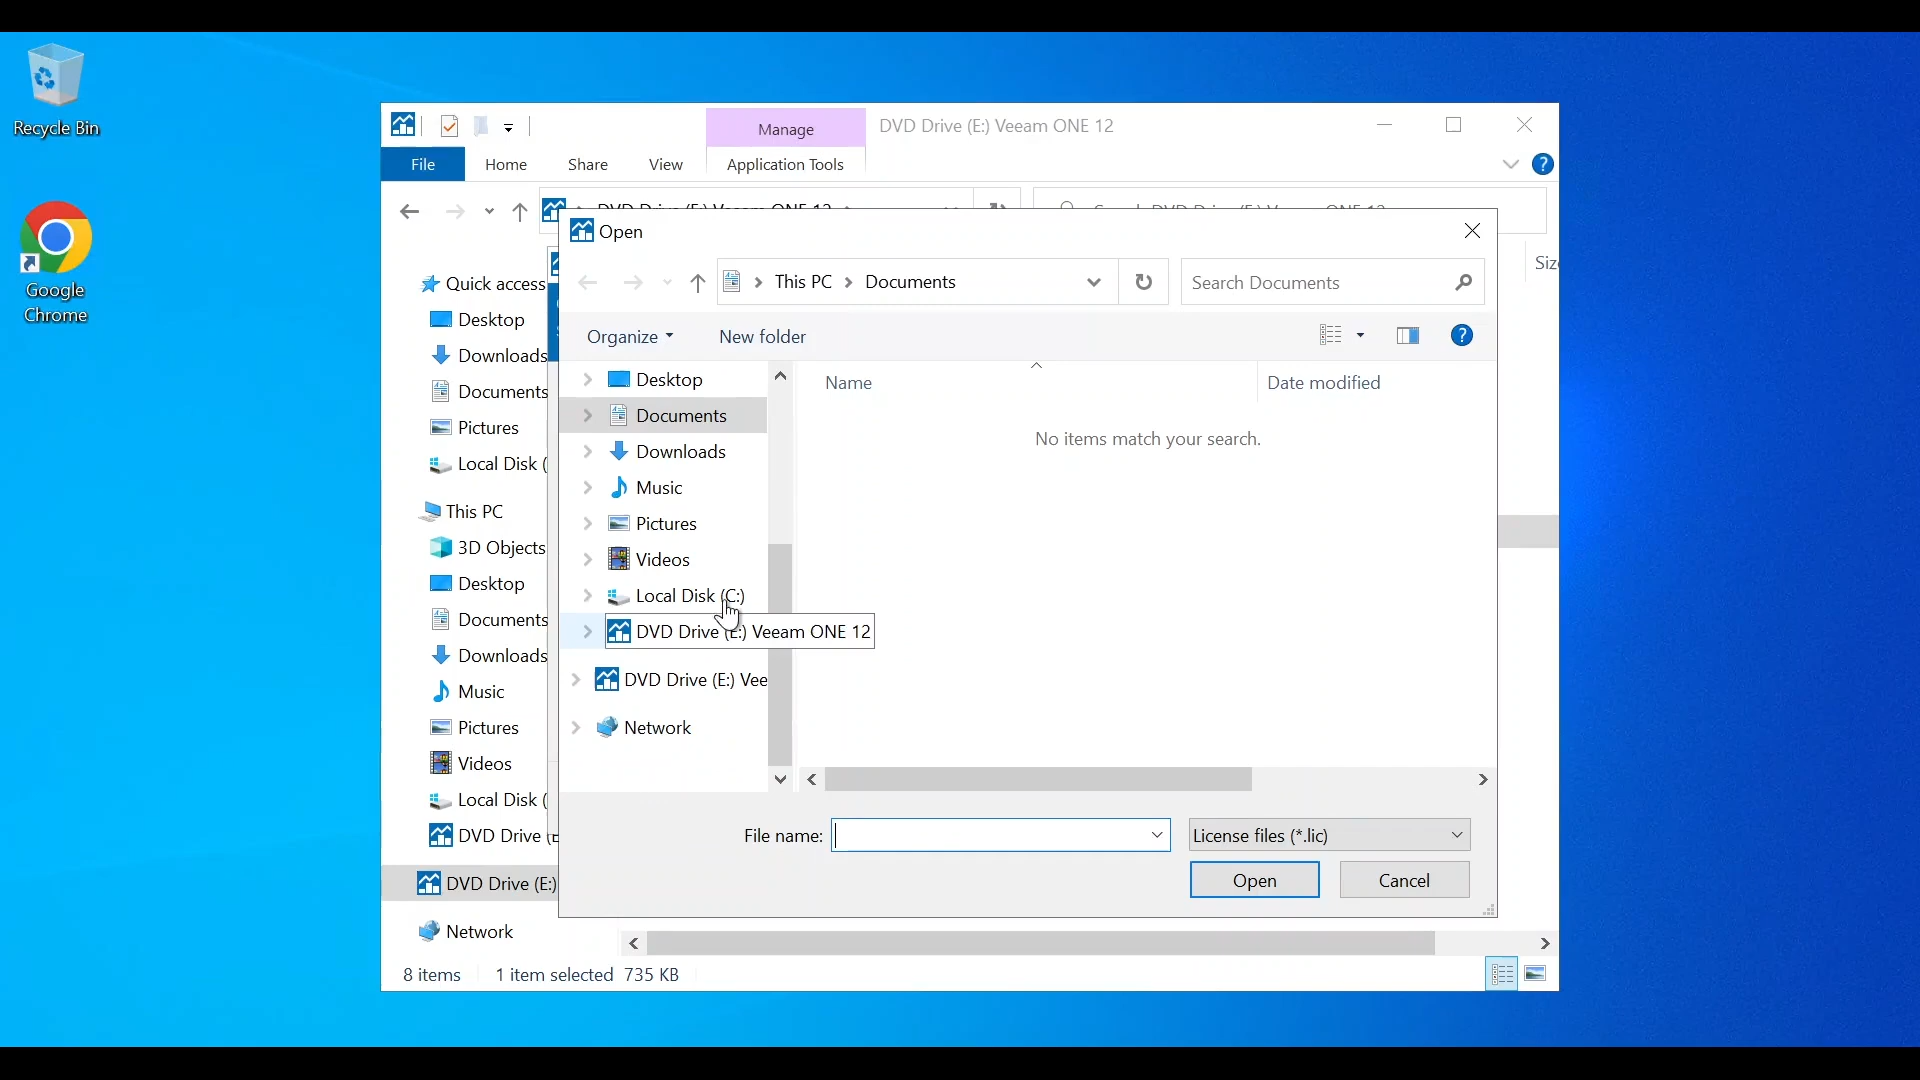 Recycle Bin
Google
Chrome
Manage
DVD Drive (E:) Veeam ONE 12
File
Home
Share
View
Application Tools
Quick access
Desktop
Downloads
Documents
Pictures
Local Disk (
This PC
3D Objects
Desktop
Documents
Downloads
Music
Pictures
Videos
Local Disk (
DVD Drive (E
DVD Drive (E:)
Network
8 items
1 item selected 735 KB
Siz
Open
This PC > Documents
Search Documents
Organize
New folder
Name
Date modified
Desktop
Documents
Downloads
Music
Pictures
Videos
Local Disk (C:)
DVD Drive (E:) Veeam ONE 12
DVD Drive (E:) Vee
Network
No items match your search.
File name:
License files (*.lic)
Open
Cancel